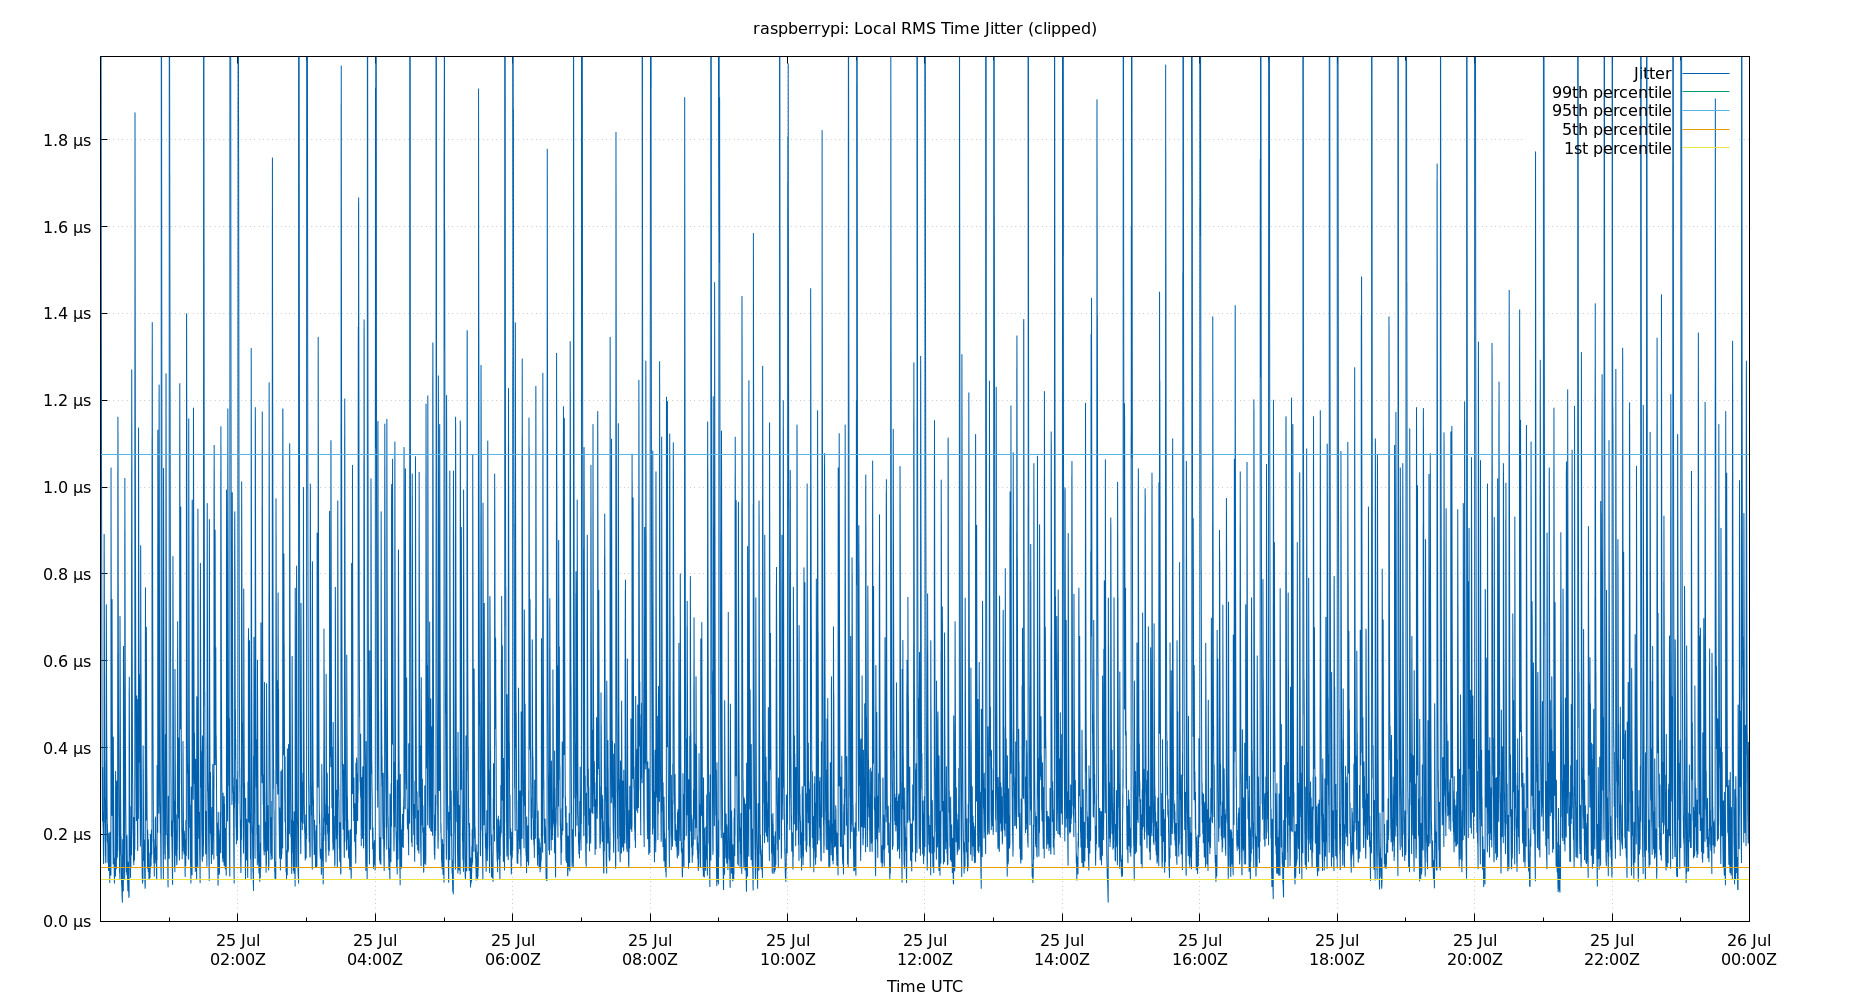 raspberrypi: Local RMS Time Jitter (clipped)
Jitter
99th percentile
95th percentile
5th percentile
1st percentile
1.8 µs
1.6 µs
1.4 µs
1.2 µs
1.0 µs
0.8 µs
0.6 µs
0.4 µs
0.2 µs
0.0 µs
25 Jul 25 Jul 25 Jul 25 Jul 25 Jul 25 Jul 25 Jul 25 Jul 25 Jul 25 Jul 25 Jul 26 Jul
02:00Z 04:00Z 06:00Z 08:00Z 10:00Z 12:00Z 14:00Z 16:00Z 18:00Z 20:00Z 22:00Z 00:00Z
Time UTC